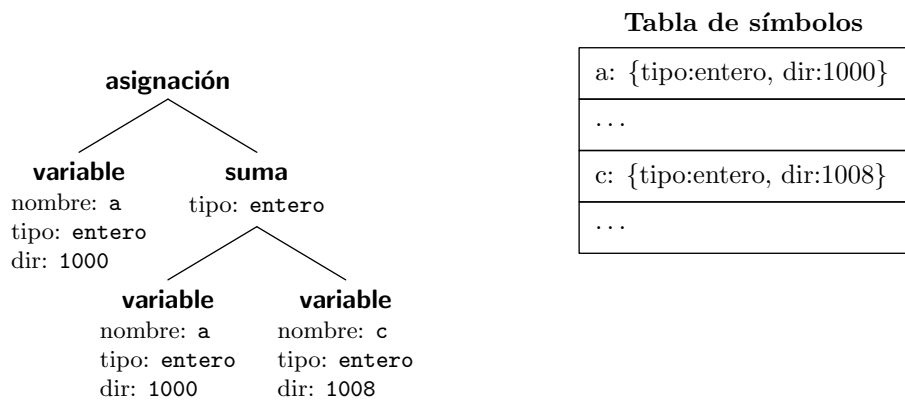 Tabla de símbolos
a: {tipo:entero, dir:1000}
. . .
c: {tipo:entero, dir:1008}
. . .
asignación
variable
nombre: a
tipo: entero
dir: 1000
suma
tipo: entero
variable
nombre: a
tipo: entero
dir: 1000
variable
nombre: c
tipo: entero
dir: 1008